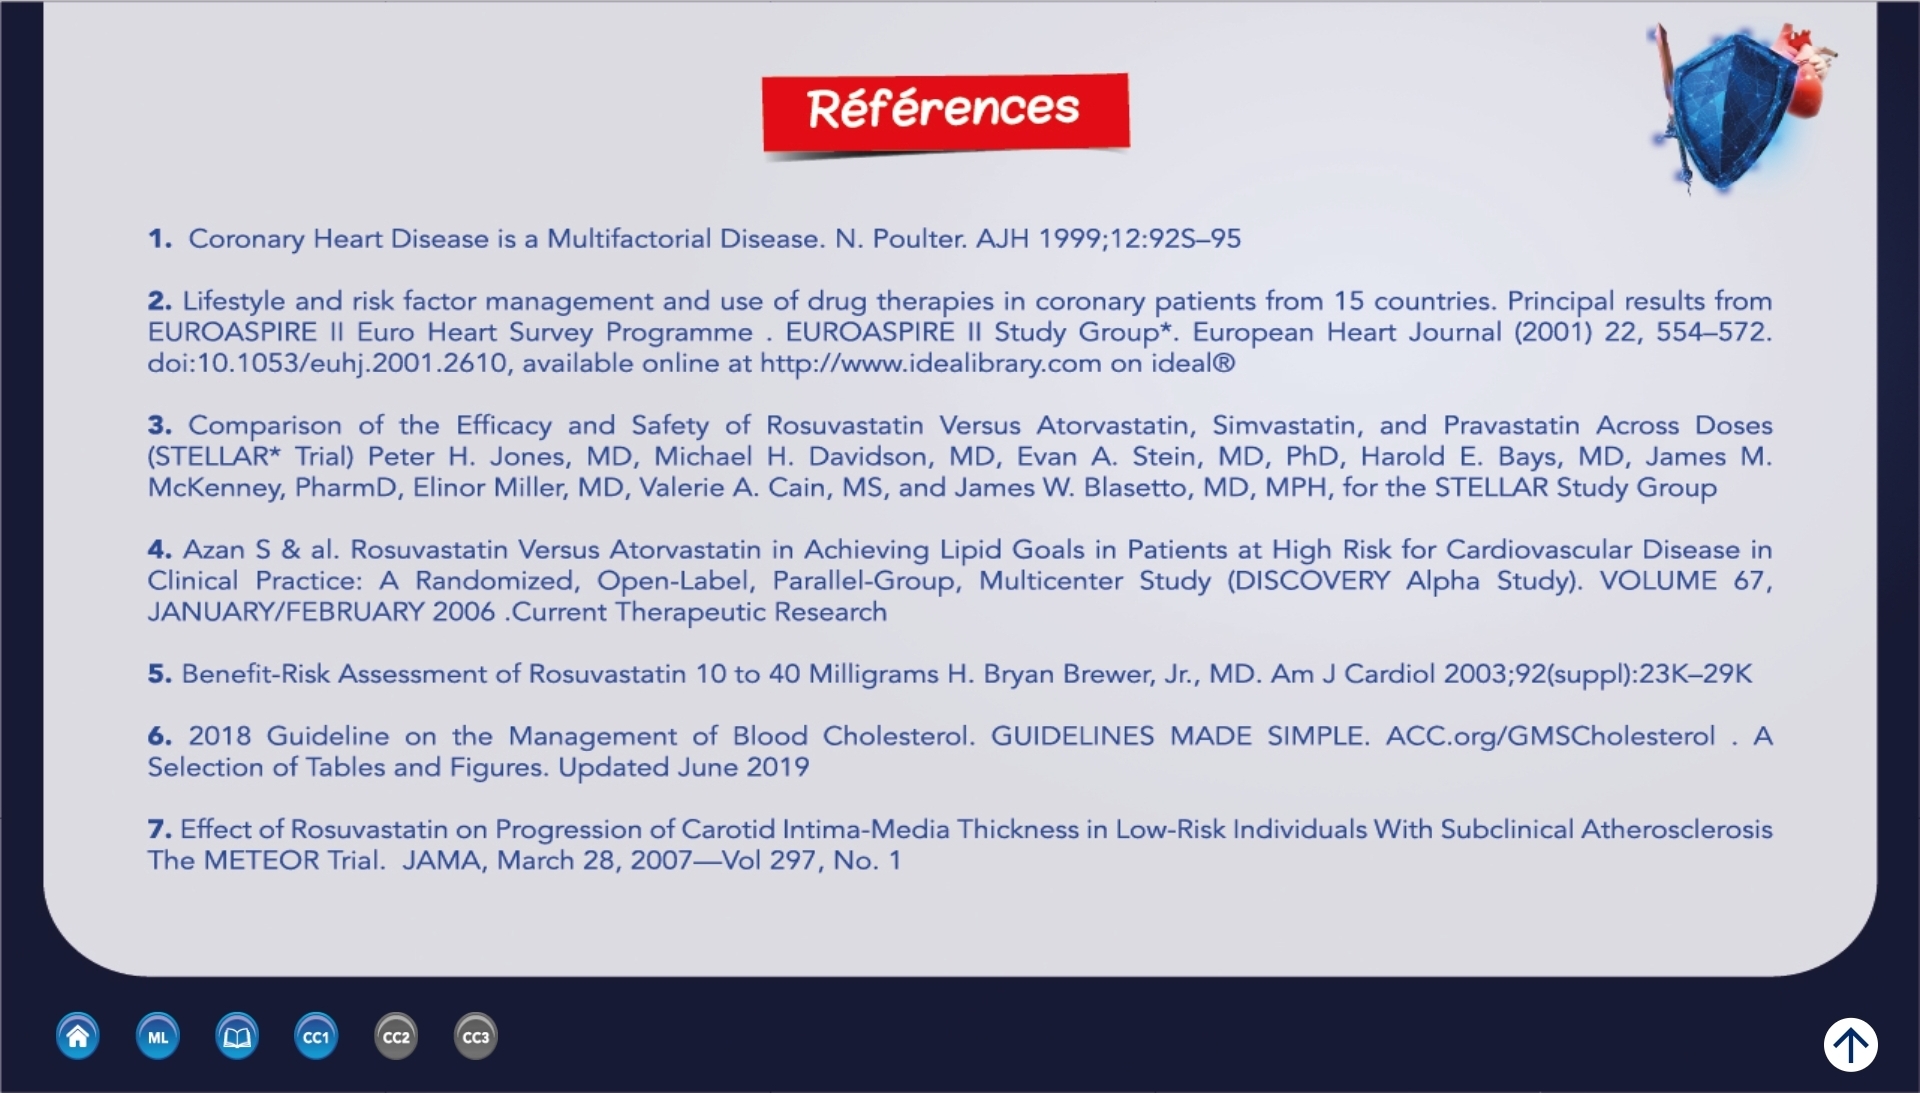 Références
1. Coronary Heart Disease is a Multifactorial Disease. N. Poulter. AJH 1999;12:92S–95
2. Lifestyle and risk factor management and use of drug therapies in coronary patients from 15 countries. Principal results from
EUROASPIRE II Euro Heart Survey Programme . EUROASPIRE II Study Group*. European Heart Journal (2001) 22, 554–572.
doi:10.1053/euhj.2001.2610, available online at http://www.idealibrary.com on ideal®
3. Comparison of the Efficacy and Safety of Rosuvastatin Versus Atorvastatin, Simvastatin, and Pravastatin Across Doses
(STELLAR* Trial) Peter H. Jones, MD, Michael H. Davidson, MD, Evan A. Stein, MD, PhD, Harold E. Bays, MD, James M.
McKenney, PharmD, Elinor Miller, MD, Valerie A. Cain, MS, and James W. Blasetto, MD, MPH, for the STELLAR Study Group
4. Azan S & al. Rosuvastatin Versus Atorvastatin in Achieving Lipid Goals in Patients at High Risk for Cardiovascular Disease in
Clinical Practice: A Randomized, Open-Label, Parallel-Group, Multicenter Study (DISCOVERY Alpha Study). VOLUME 67,
JANUARY/FEBRUARY 2006 .Current Therapeutic Research
5. Benefit-Risk Assessment of Rosuvastatin 10 to 40 Milligrams H. Bryan Brewer, Jr., MD. Am J Cardiol 2003;92(suppl):23K–29K
6. 2018 Guideline on the Management of Blood Cholesterol. GUIDELINES MADE SIMPLE. ACC.org/GMSCholesterol . A
Selection of Tables and Figures. Updated June 2019
7. Effect of Rosuvastatin on Progression of Carotid Intima-Media Thickness in Low-Risk Individuals With Subclinical Atherosclerosis
The METEOR Trial. JAMA, March 28, 2007—Vol 297, No. 1
ML CC1 CC2 CC3